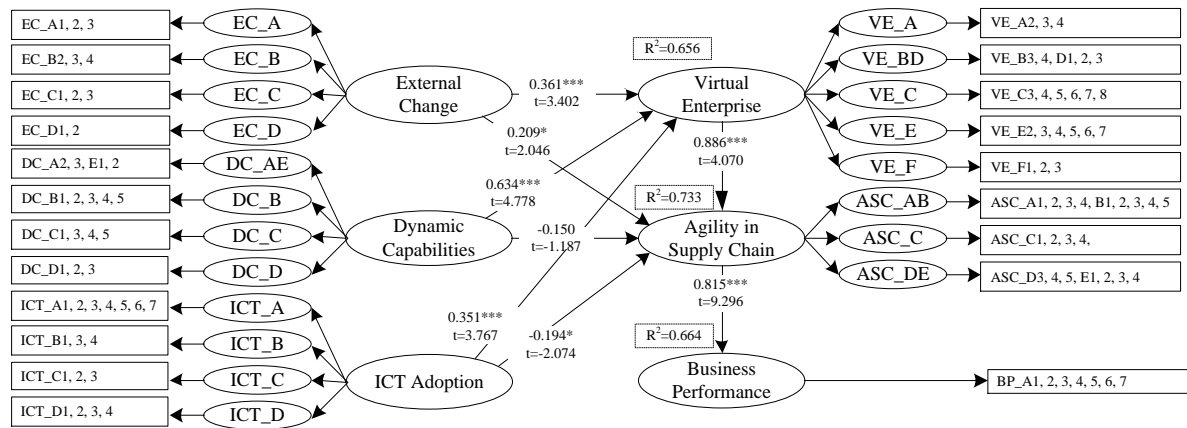 EC_A1, 2, 3
EC_B2, 3, 4
EC_C1, 2, 3
EC_D1, 2
DC_A2, 3, E1, 2
DC_B1, 2, 3, 4, 5
DC_C1, 3, 4, 5
DC_D1, 2, 3
ICT_A1, 2, 3, 4, 5, 6, 7
ICT_B1, 3, 4
ICT_C1, 2, 3
ICT_D1, 2, 3, 4
EC_A
EC_B
EC_C
EC_D
DC_AE
DC_B
DC_C
DC_D
ICT_A
ICT_B
ICT_C
ICT_D
External
Change
Dynamic
Capabilities
ICT Adoption
0.361***
t=3.402
0.209*
t=2.046
0.634***
t=4.778
-0.150
t=-1.187
0.351***
t=3.767
-0.194*
t=-2.074
R²=0.656
Virtual
Enterprise
0.886***
t=4.070
R²=0.733
Agility in
Supply Chain
0.815***
t=9.296
R²=0.664
Business
Performance
VE_A
VE_BD
VE_C
VE_E
VE_F
ASC_AB
ASC_C
ASC_DE
VE_A2, 3, 4
VE_B3, 4, D1, 2, 3
VE_C3, 4, 5, 6, 7, 8
VE_E2, 3, 4, 5, 6, 7
VE_F1, 2, 3
ASC_A1, 2, 3, 4, B1, 2, 3, 4, 5
ASC_C1, 2, 3, 4,
ASC_D3, 4, 5, E1, 2, 3, 4
BP_A1, 2, 3, 4, 5, 6, 7